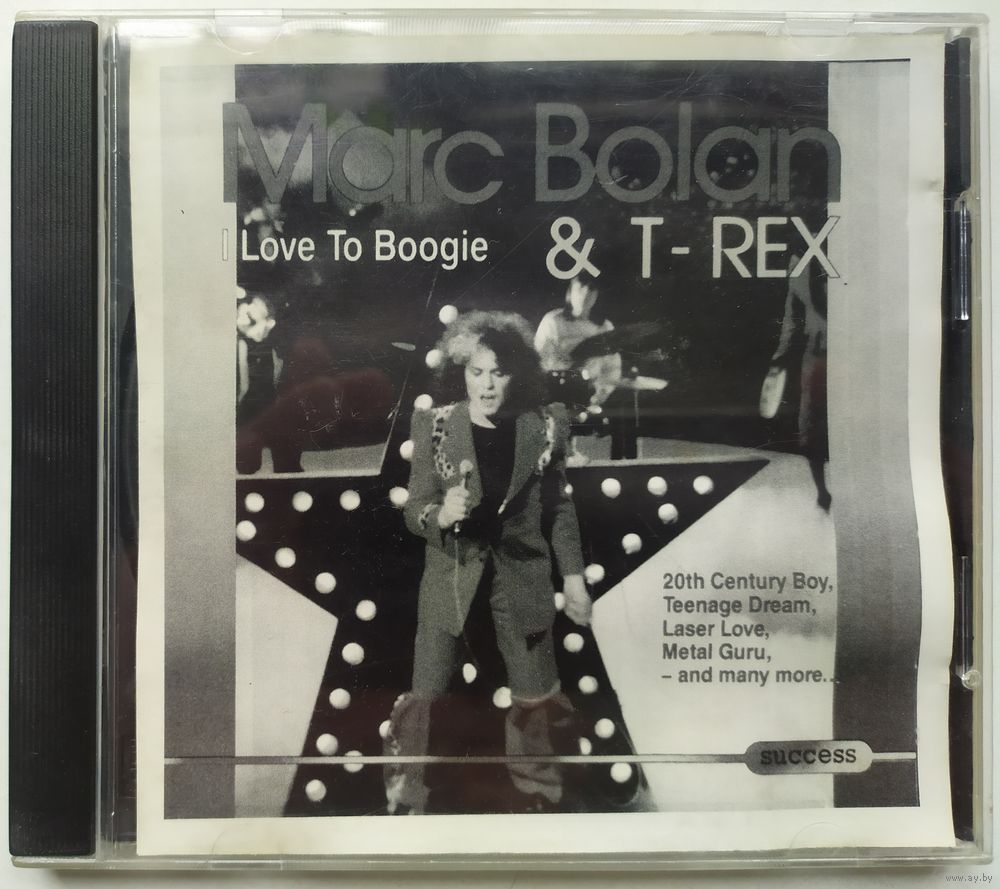 Marc Bolan
I Love To Boogie
& T- REX
20th Century Boy,
Teenage Dream,
Laser Love,
Metal Guru,
– and many more..
success
www.ay.by